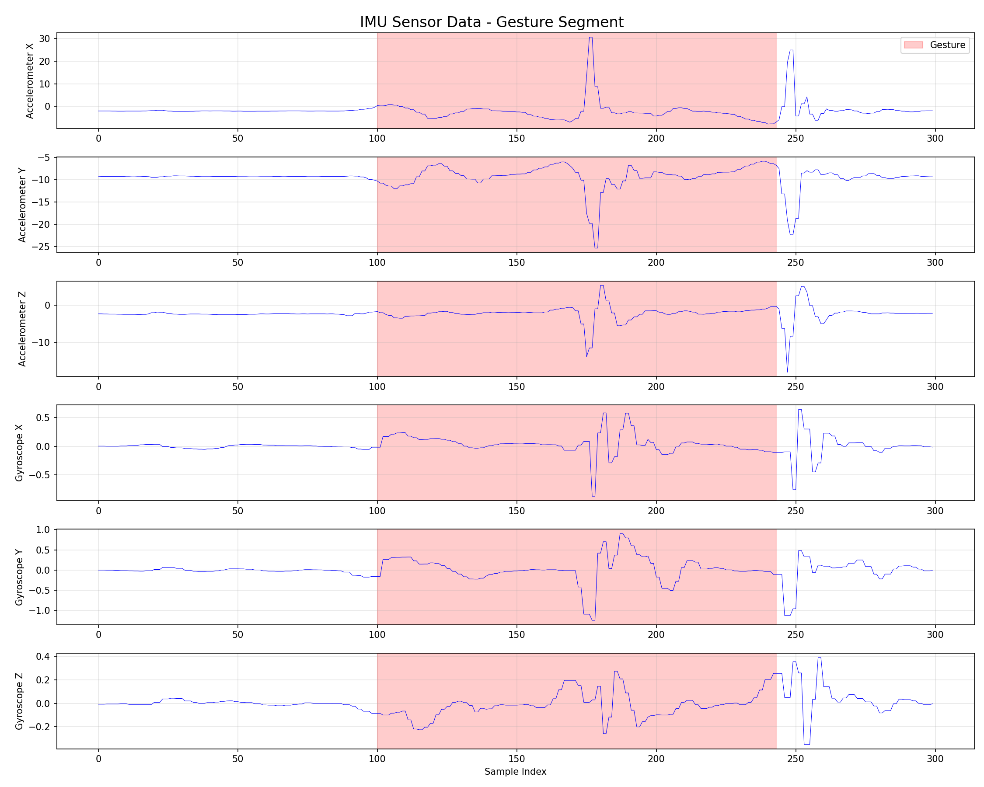 IMU Sensor Data - Gesture Segment
Accelerometer X
30
20
10
0
Gesture
0 50 100 150 200 250 300
Accelerometer Y
−5
−10
−15
−20
−25
0 50 100 150 200 250 300
Accelerometer Z
0
−10
0 50 100 150 200 250 300
Gyroscope X
0.5
0.0
−0.5
0 50 100 150 200 250 300
Gyroscope Y
1.0
0.5
0.0
−0.5
−1.0
0 50 100 150 200 250 300
Gyroscope Z
0.4
0.2
0.0
−0.2
0 50 100 150 200 250 300
Sample Index